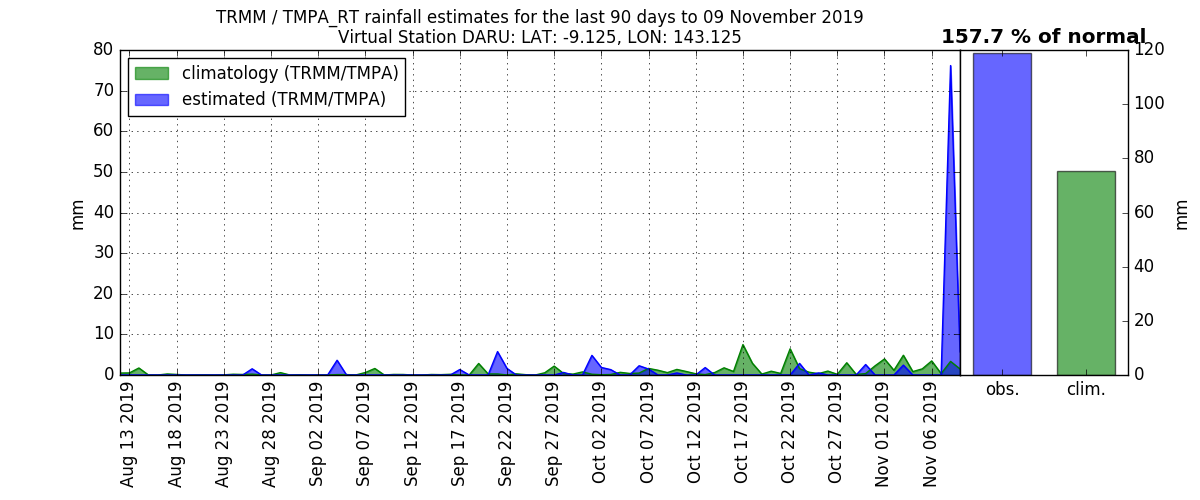 TRMM / TMPA_RT rainfall estimates for the last 90 days to 09 November 2019
Virtual Station DARU: LAT: -9.125, LON: 143.125
157.7 % of normal
climatology (TRMM/TMPA)
estimated (TRMM/TMPA)
80
70
60
50
40
30
20
10
0
mm
Aug 13 2019
Aug 18 2019
Aug 23 2019
Aug 28 2019
Sep 02 2019
Sep 07 2019
Sep 12 2019
Sep 17 2019
Sep 22 2019
Sep 27 2019
Oct 02 2019
Oct 07 2019
Oct 12 2019
Oct 17 2019
Oct 22 2019
Oct 27 2019
Nov 01 2019
Nov 06 2019
obs.
clim.
120
100
80
60
40
20
0
mm